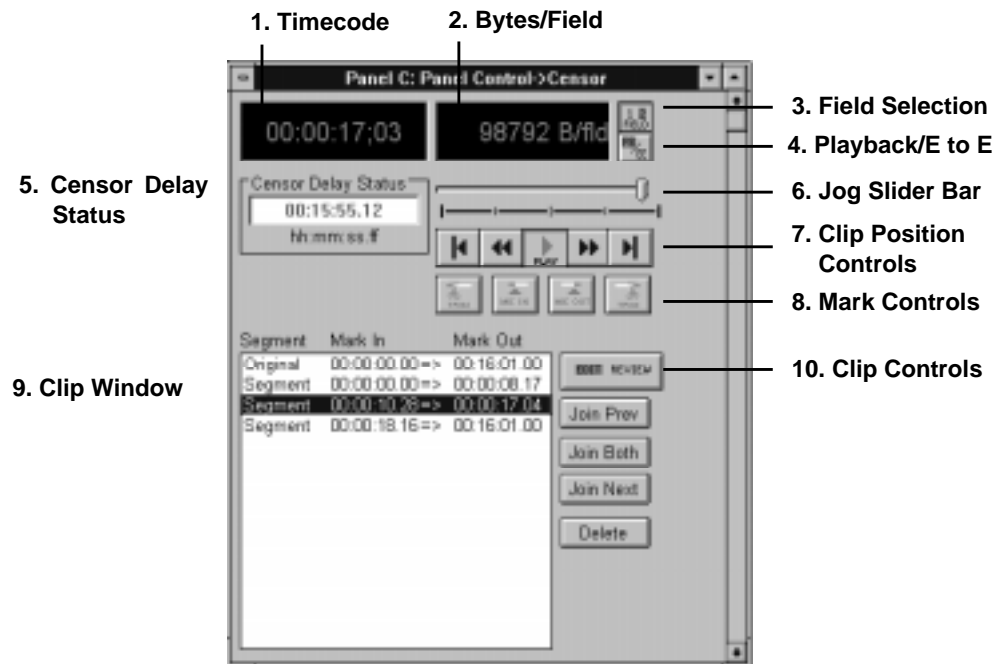 1. Timecode
2. Bytes/Field
Panel C: Panel Control->Censor
00:00:17;03
98792 B/fld
3. Field Selection
4. Playback/E to E
5. Censor Delay
Status
Censor Delay Status
00:15:55.12
hh:mm:ss.ff
6. Jog Slider Bar
PLAY
7. Clip Position
Controls
8. Mark Controls
Segment Mark In Mark Out
Original 00:00:00.00=> 00:16:01.00
Segment 00:00:00.00=> 00:00:08.17
Segment 00:00:10.28=> 00:00:17.04
Segment 00:00:18.16=> 00:16:01.00
9. Clip Window
REVIEW
10. Clip Controls
Join Prev
Join Both
Join Next
Delete